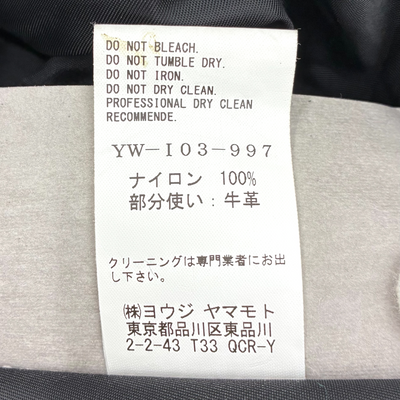 DO NOT BLEACH.
DO NOT TUMBLE DRY.
DO NOT IRON.
DO NOT DRY CLEAN.
PROFESSIONAL DRY CLEAN
RECOMMENDE.
YW-I03-997
ナイロン 100%
部分使い：牛革
クリーニングは専門業者にお出
し下さい。
㈱ヨウジ ヤマモト
東京都品川区東品川
2-2-43 T33 QCR-Y